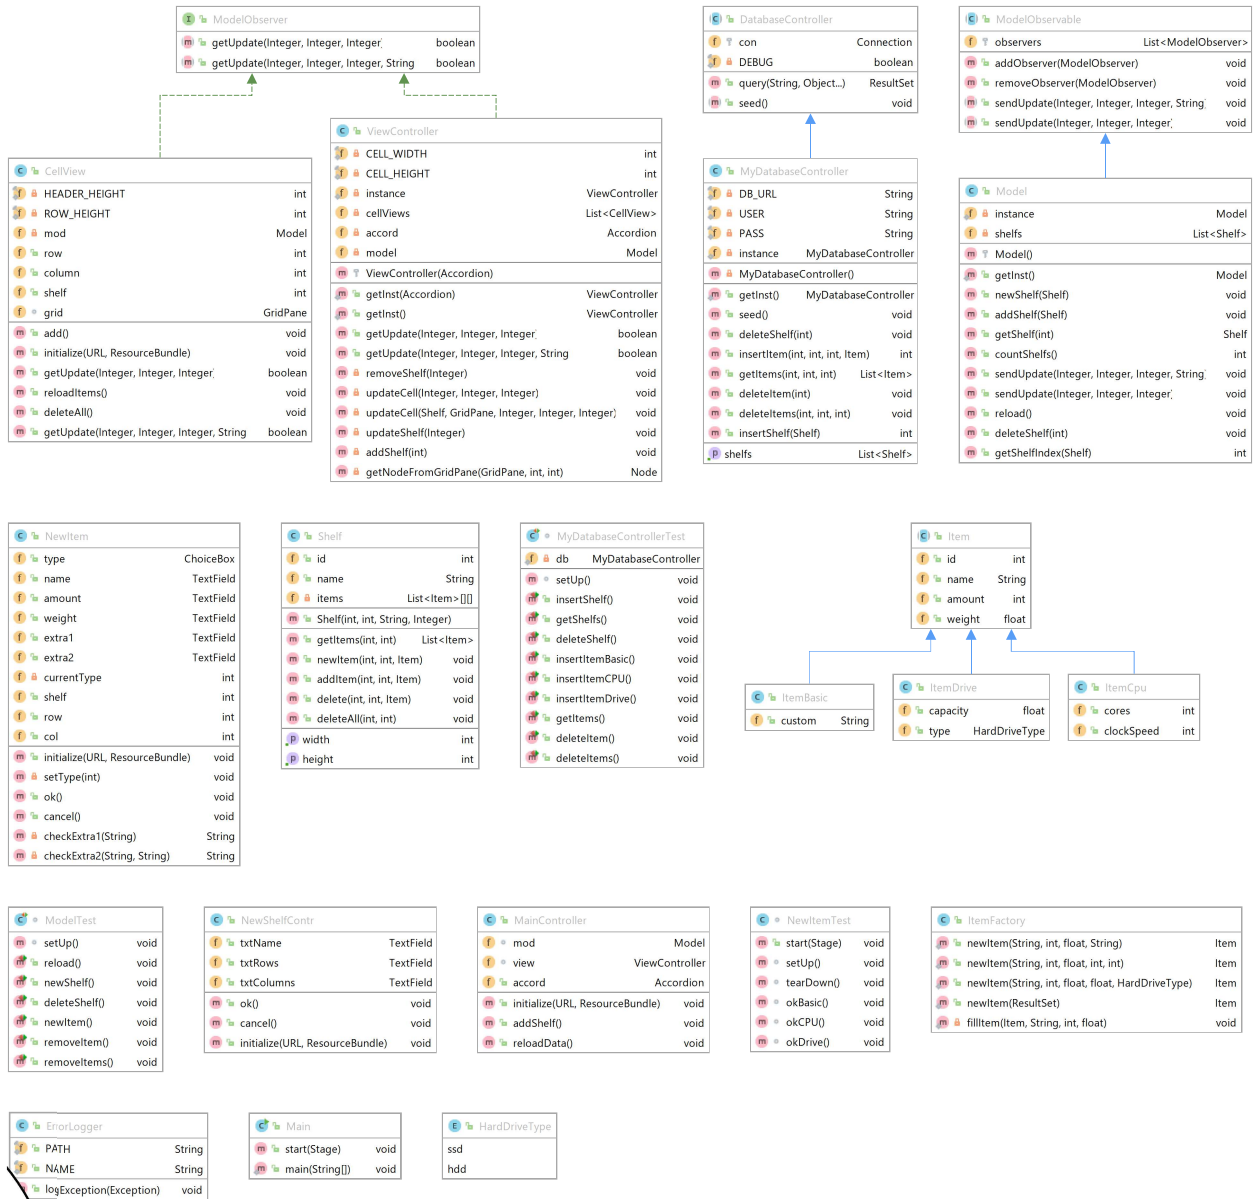 ModelObserver
getUpdate(Integer, Integer, Integer) boolean
getUpdate(Integer, Integer, Integer, String boolean
CellView
HEADER_HEIGHT int
ROW_HEIGHT int
mod Model
row int
column int
shelf int
grid GridPane
add() void
initialize(URL, ResourceBundle) void
getUpdate(Integer, Integer, Integer) boolean
reloadItems() void
deleteAll() void
getUpdate(Integer, Integer, Integer, String boolean
ViewController
CELL_WIDTH int
CELL_HEIGHT int
instance ViewController
cellViews List<CellView>
accord Accordion
model Model
ViewController(Accordion)
getInst(Accordion) ViewController
getInst() ViewController
getUpdate(Integer, Integer, Integer) boolean
getUpdate(Integer, Integer, Integer, String boolean
removeShelf(Integer) void
updateCell(Integer, Integer, Integer) void
updateCell(Shelf, GridPane, Integer, Integer, Integer) void
updateShelf(Integer) void
addShelf(int) void
getNodeFromGridPane(GridPane, int, int) Node
DatabaseController
con Connection
DEBUG boolean
query(String, Object...) ResultSet
seed() void
MyDatabaseController
DB_URL String
USER String
PASS String
instance MyDatabaseController
MyDatabaseController()
getInst() MyDatabaseController
seed() void
deleteShelf(int) void
insertItem(int, int, int, Item) int
getItems(int, int, int) List<Item>
deleteItem(int) void
deleteItems(int, int, int) void
insertShelf(Shelf) int
shelfs List<Shelf>
ModelObservable
observers List<ModelObserver>
addObserver(ModelObserver) void
removeObserver(ModelObserver) void
sendUpdate(Integer, Integer, Integer, String) void
sendUpdate(Integer, Integer, Integer) void
Model
instance Model
shelfs List<Shelf>
Model()
getInst() Model
newShelf(Shelf) void
addShelf(Shelf) void
getShelf(int) Shelf
countShelfs() int
sendUpdate(Integer, Integer, Integer, String) void
sendUpdate(Integer, Integer, Integer) void
reload() void
deleteShelf(int) void
getShelfIndex(Shelf) int
NewItem
type ChoiceBox
name TextField
amount TextField
weight TextField
extra1 TextField
extra2 TextField
currentType int
shelf int
row int
col int
initialize(URL, ResourceBundle) void
setType(int) void
ok() void
cancel() void
checkExtra1(String) String
checkExtra2(String, String) String
Shelf
id int
name String
items List<Item>[][]
Shelf(int, int, String, Integer)
getItems(int, int) List<Item>
newItem(int, int, Item) void
addItem(int, int, Item) void
delete(int, int, Item) void
deleteAll(int, int) void
width int
height int
MyDatabaseControllerTest
db MyDatabaseController
setUp() void
insertShelf() void
getShelfs() void
deleteShelf() void
insertItemBasic() void
insertItemCPU() void
insertItemDrive() void
getItems() void
deleteItem() void
deleteItems() void
Item
id int
name String
amount int
weight float
ItemBasic
custom String
ItemDrive
capacity float
type HardDriveType
ItemCpu
cores int
clockSpeed int
ModelTest
setUp() void
reload() void
newShelf() void
deleteShelf() void
newItem() void
removeItem() void
removeItems() void
NewShelfContr
txtName TextField
txtRows TextField
txtColumns TextField
ok() void
cancel() void
initialize(URL, ResourceBundle) void
MainController
mod Model
view ViewController
accord Accordion
initialize(URL, ResourceBundle) void
addShelf() void
reloadData() void
NewItemTest
start(Stage) void
setUp() void
tearDown() void
okBasic() void
okCPU() void
okDrive() void
ItemFactory
newItem(String, int, float, String) Item
newItem(String, int, float, int, int) Item
newItem(String, int, float, float, HardDriveType) Item
newItem(ResultSet) Item
fillItem(Item, String, int, float) void
ErrorLogger
PATH String
NAME String
logException(Exception) void
Main
start(Stage) void
main(String[]) void
HardDriveType
ssd
hdd